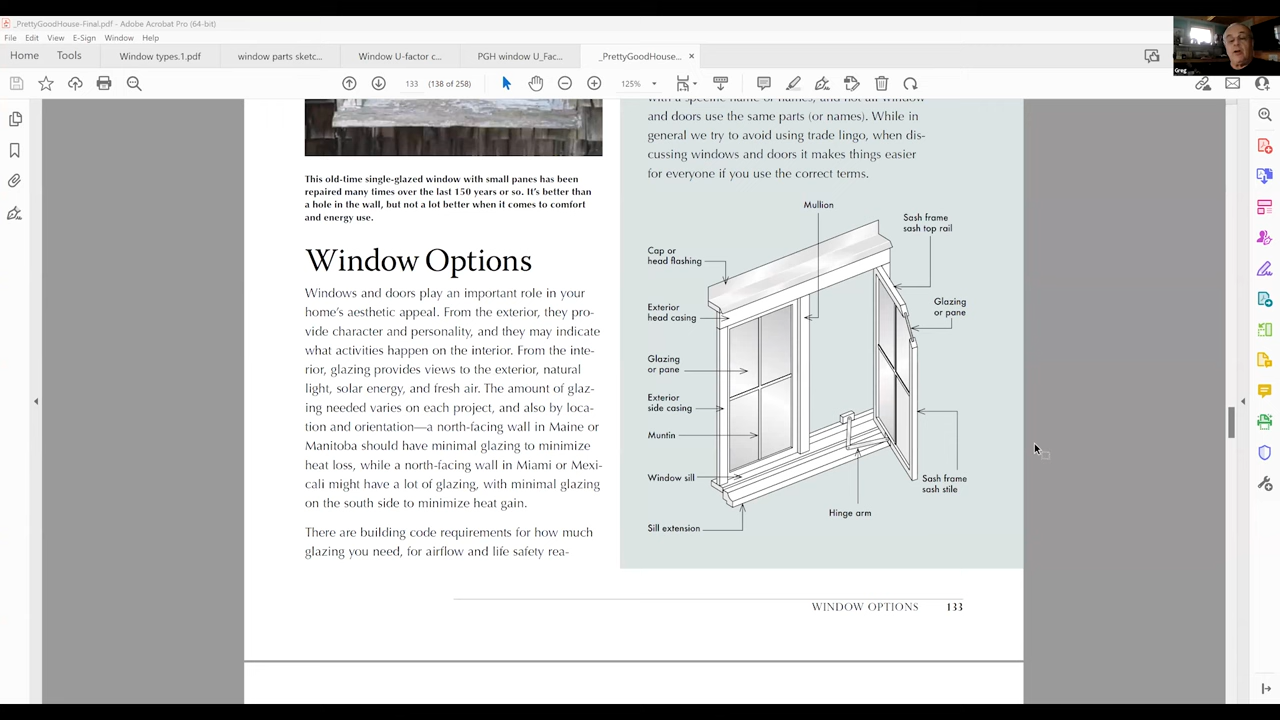 _PrettyGoodHouse-Final.pdf - Adobe Acrobat Pro (64-bit)
File Edit View E-Sign Window Help
Home Tools Window types.1.pdf window parts sketc... Window U-factor c... PGH window U_Fac... _PrettyGoodHouse... ×
133 (138 of 258) 125%
Greg
This old-time single-glazed window with small panes has been
repaired many times over the last 150 years or so. It's better than
a hole in the wall, but not a lot better when it comes to comfort
and energy use.
Window Options
Windows and doors play an important role in your
home's aesthetic appeal. From the exterior, they pro-
vide character and personality, and they may indicate
what activities happen on the interior. From the inte-
rior, glazing provides views to the exterior, natural
light, solar energy, and fresh air. The amount of glaz-
ing needed varies on each project, and also by loca-
tion and orientation—a north-facing wall in Maine or
Manitoba should have minimal glazing to minimize
heat loss, while a north-facing wall in Miami or Mexi-
cali might have a lot of glazing, with minimal glazing
on the south side to minimize heat gain.
There are building code requirements for how much
glazing you need, for airflow and life safety rea-
with a specific name or names, and not all window
and doors use the same parts (or names). While in
general we try to avoid using trade lingo, when dis-
cussing windows and doors it makes things easier
for everyone if you use the correct terms.
Mullion
Sash frame
sash top rail
Cap or
head flashing
Glazing
or pane
Exterior
head casing
Glazing
or pane
Exterior
side casing
Muntin
Window sill
Sash frame
sash stile
Hinge arm
Sill extension
WINDOW OPTIONS 133